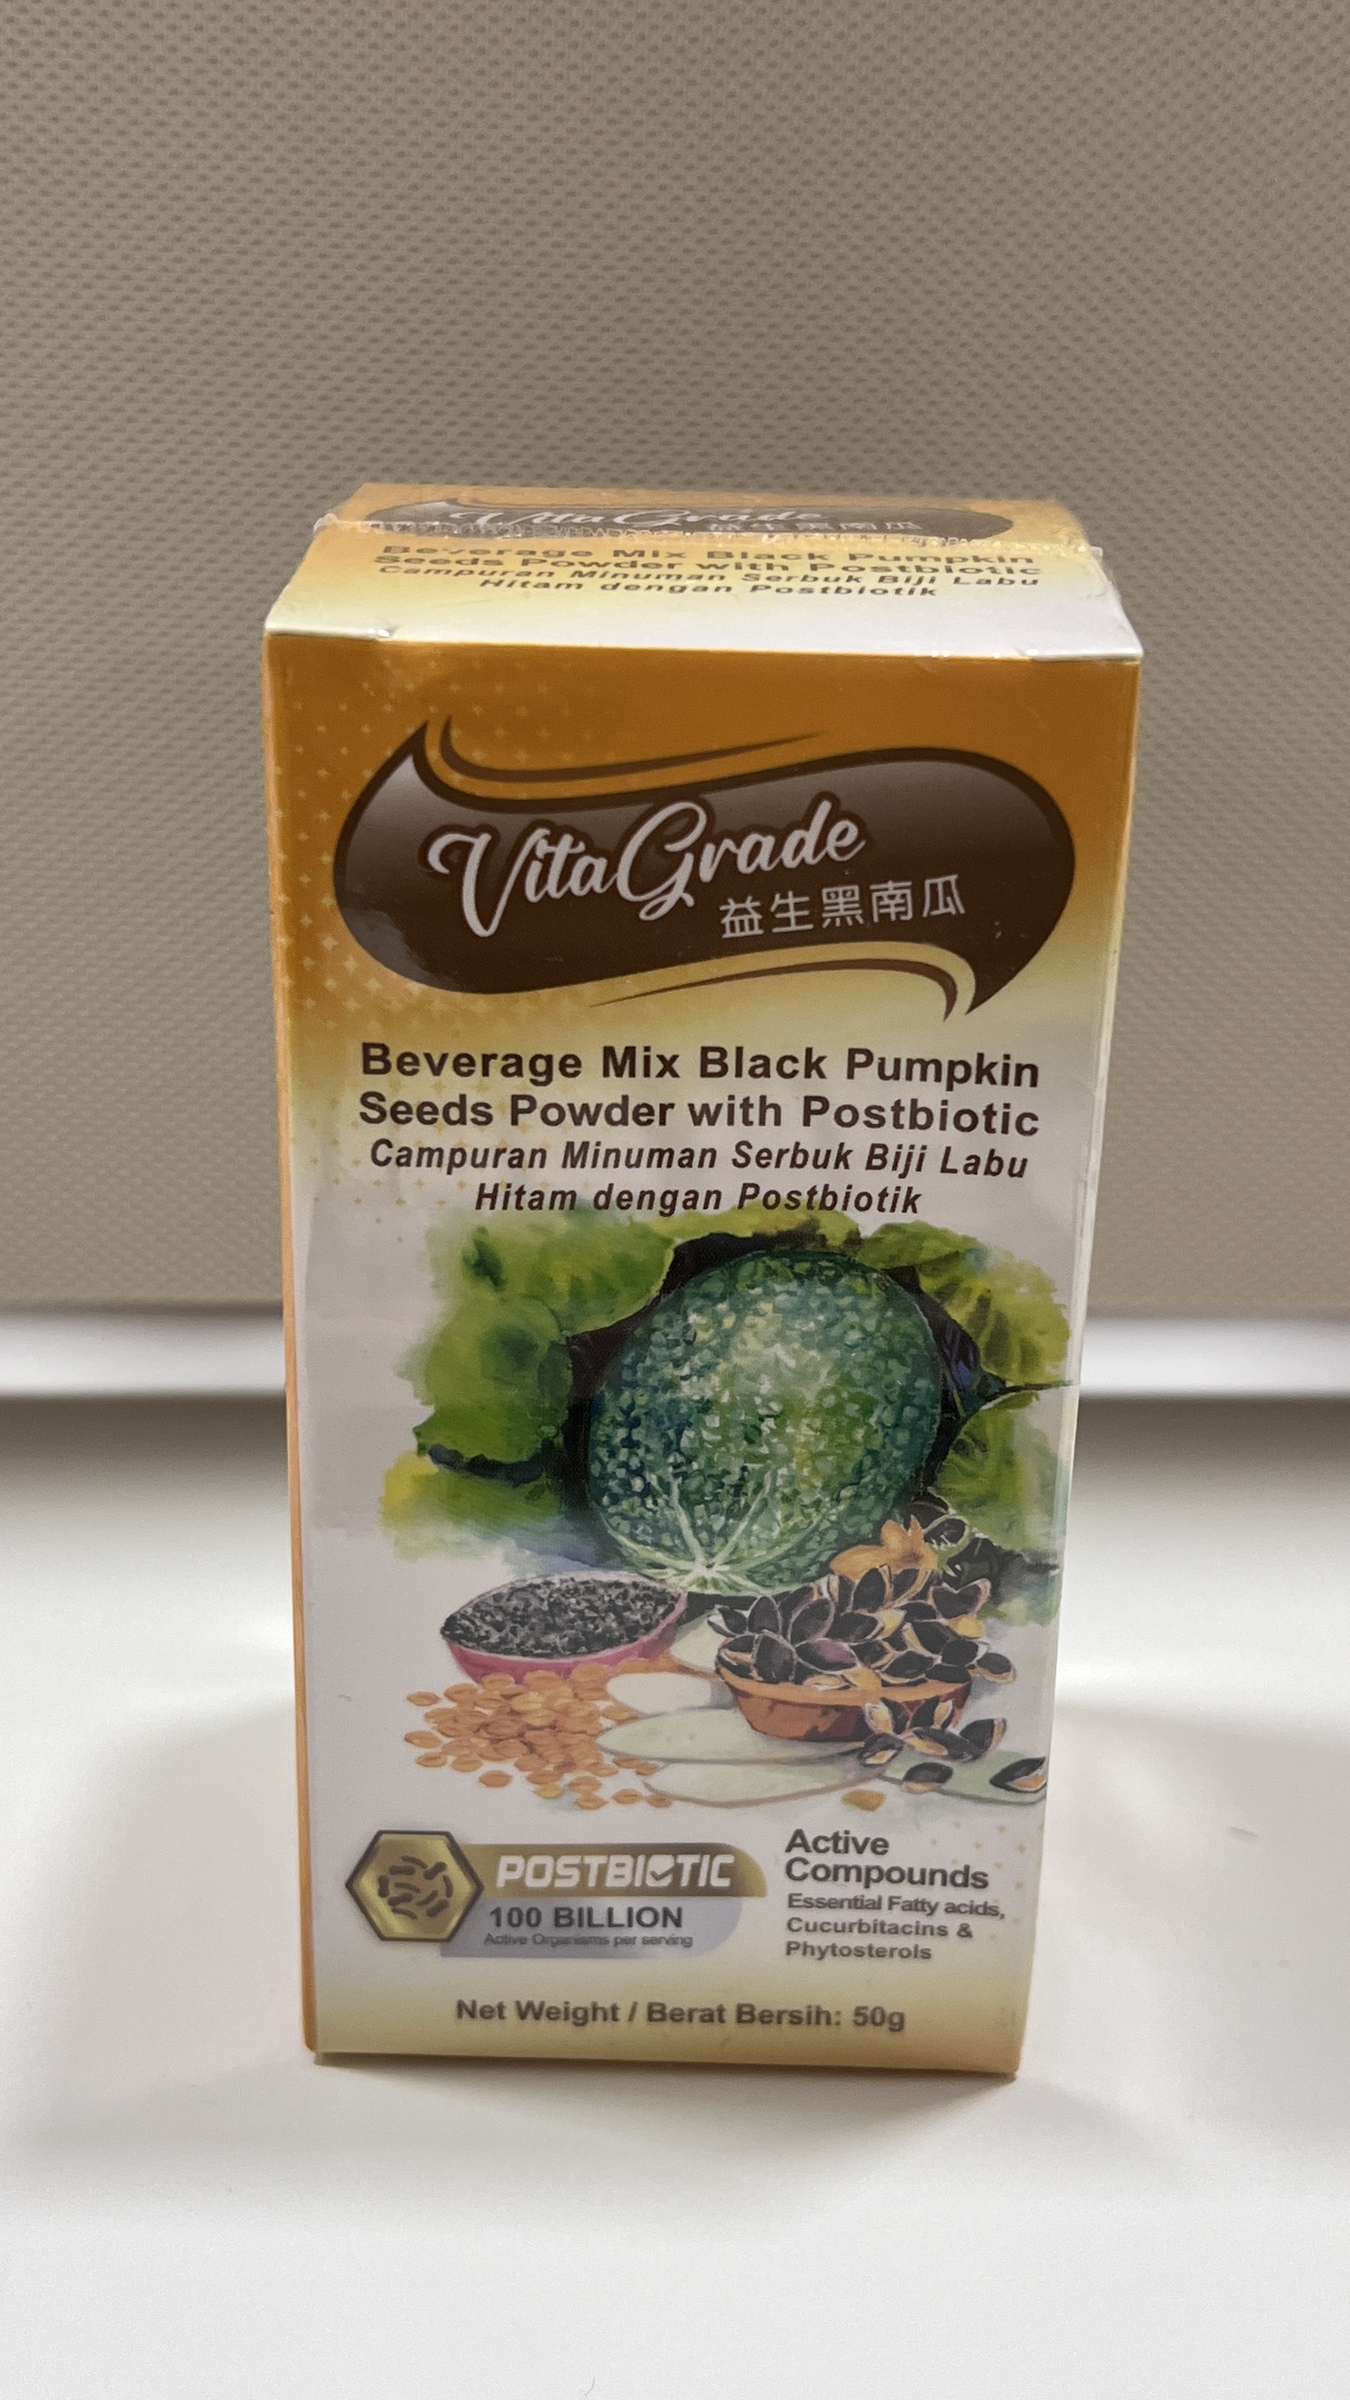 VitaGrade
益生黑南瓜
Beverage Mix Black Pumpkin
Seeds Powder with Postbiotic
Campuran Minuman Serbuk Biji Labu
Hitam dengan Postbiotik
VitaGrade
益生黑南瓜
Beverage Mix Black Pumpkin
Seeds Powder with Postbiotic
Campuran Minuman Serbuk Biji Labu
Hitam dengan Postbiotik
POSTBIOTIC
100 BILLION
Active Organisms per serving
Active
Compounds
Essential Fatty acids,
Cucurbitacins &
Phytosterols
Net Weight / Berat Bersih: 50g